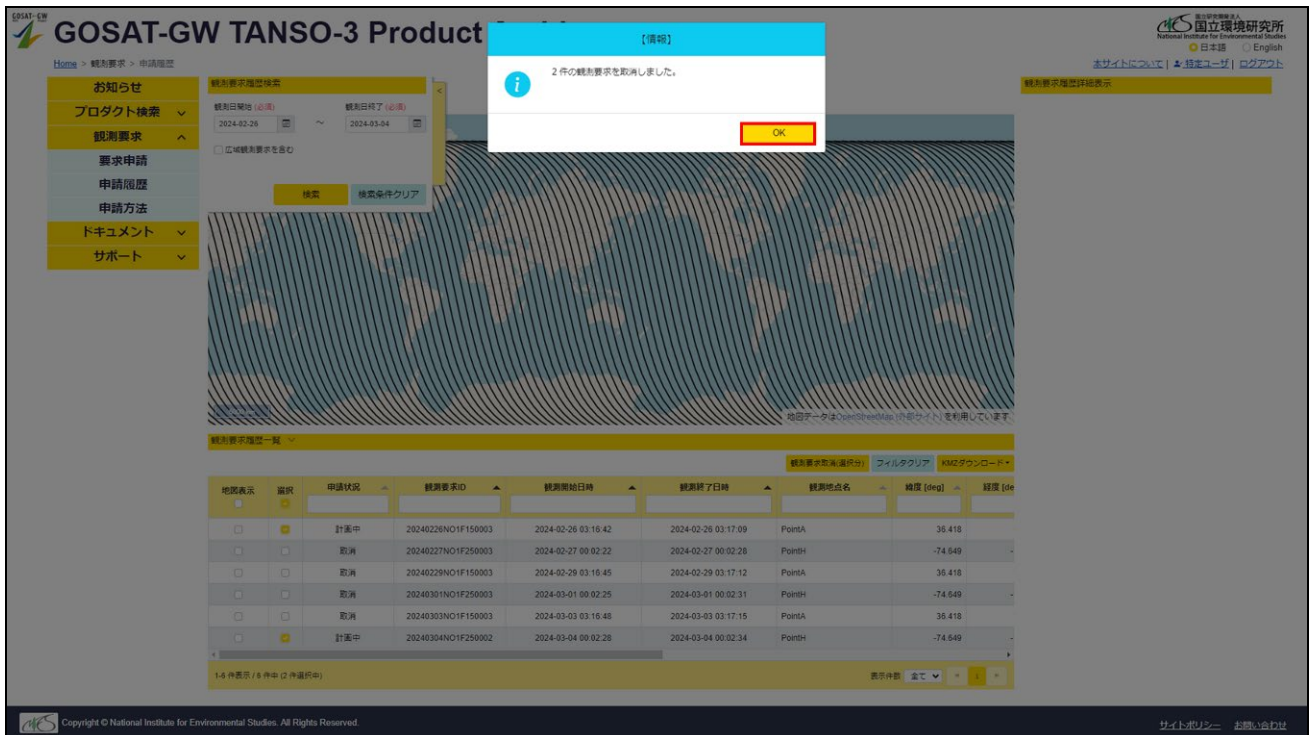 GOSAT-GW
GOSAT-GW TANSO-3 Product
国立研究開発法人
国立環境研究所
National Institute for Environmental Studies
日本語 English
Home > 観測要求 > 申請履歴
本サイトについて | 特定ユーザ | ログアウト
【情報】
2 件の観測要求を取消しました。
OK
お知らせ
プロダクト検索
観測要求
要求申請
申請履歴
申請方法
ドキュメント
サポート
観測要求履歴検索
<
観測日開始 (必須) 観測日終了 (必須)
2024-02-26 ~ 2024-03-04
広域観測要求を含む
検索 検索条件クリア
観測要求履歴詳細表示
地図データはOpenStreetMap (外部サイト) を利用しています
観測要求履歴一覧
観測要求取消(選択分) フィルタクリア KMZダウンロード
地図表示 選択 申請状況 観測要求ID 観測開始日時 観測終了日時 観測地点名 緯度 [deg] 経度 [de
計画中 20240226NO1F150003 2024-02-26 03:16:42 2024-02-26 03:17:09 PointA 36.418
取消 20240227NO1F250003 2024-02-27 00:02:22 2024-02-27 00:02:28 PointH -74.649 -
取消 20240229NO1F150003 2024-02-29 03:16:45 2024-02-29 03:17:12 PointA 36.418
取消 20240301NO1F250003 2024-03-01 00:02:25 2024-03-01 00:02:31 PointH -74.649 -
取消 20240303NO1F150003 2024-03-03 03:16:48 2024-03-03 03:17:15 PointA 36.418
計画中 20240304NO1F250002 2024-03-04 00:02:28 2024-03-04 00:02:34 PointH -74.649 -
1-6 件表示 / 6 件中 (2 件選択中)
表示件数 全て < 1 >
Copyright © National Institute for Environmental Studies. All Rights Reserved.
サイトポリシー お問い合わせ